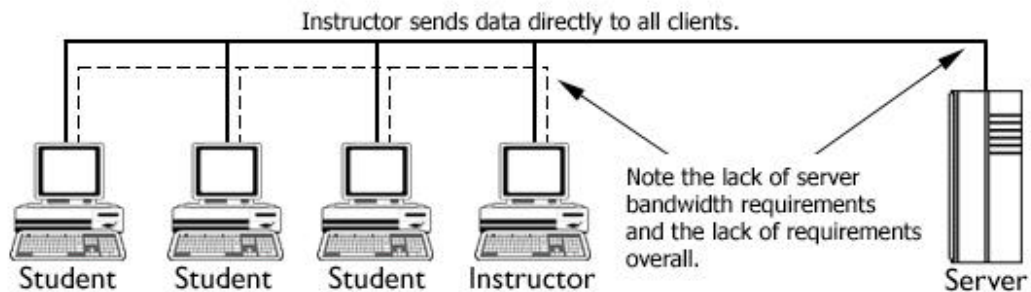 Instructor sends data directly to all clients.
Note the lack of server
bandwidth requirements
and the lack of requirements
overall.
Student
Student
Student
Instructor
Server